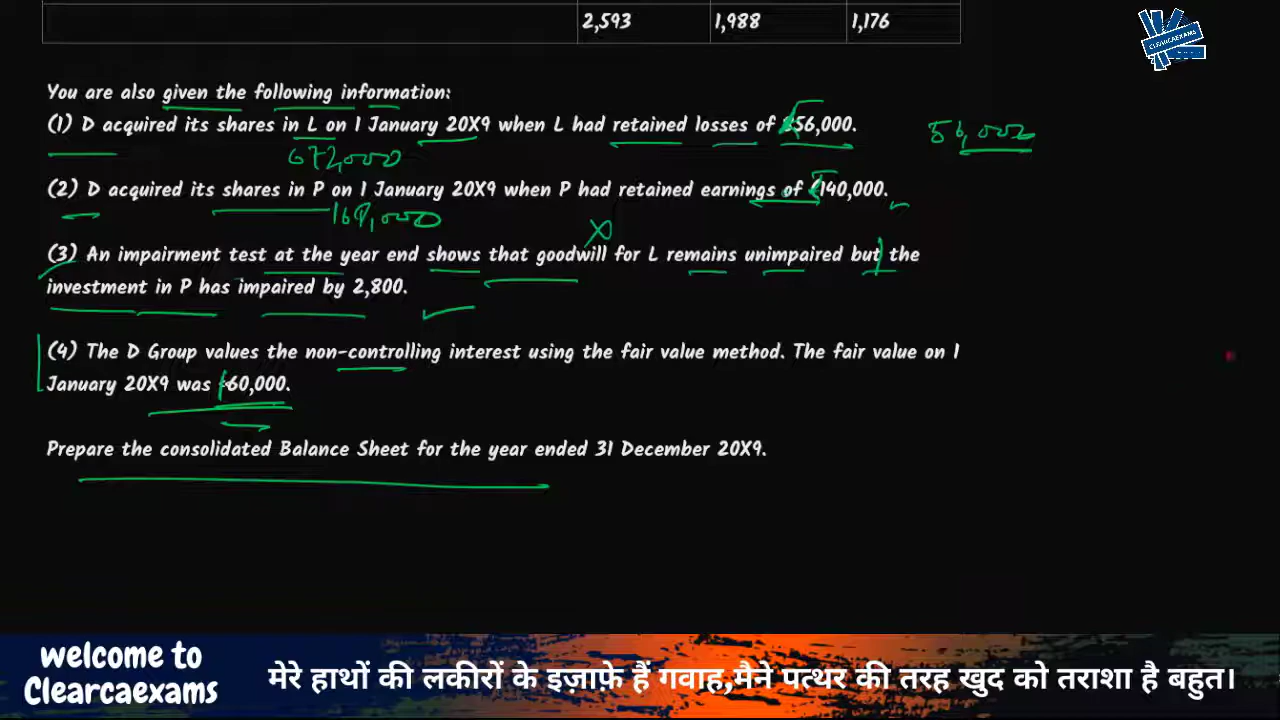 2,593 1,988 1,176
CLEARCAEXAMS
You are also given the following information:
(1) D acquired its shares in L on 1 January 20X9 when L had retained losses of 56,000.
56,000
672,000
(2) D acquired its shares in P on 1 January 20X9 when P had retained earnings of 140,000.
168,000
(3) An impairment test at the year end shows that goodwill for L remains unimpaired but the
investment in P has impaired by 2,800.
(4) The D Group values the non-controlling interest using the fair value method. The fair value on 1
January 20X9 was 60,000.
Prepare the consolidated Balance Sheet for the year ended 31 December 20X9.
welcome to
Clearcaexams
मेरे हाथों की लकीरों के इज़ाफ़े हैं गवाह,मैने पत्थर की तरह खुद को तराशा है बहुत।